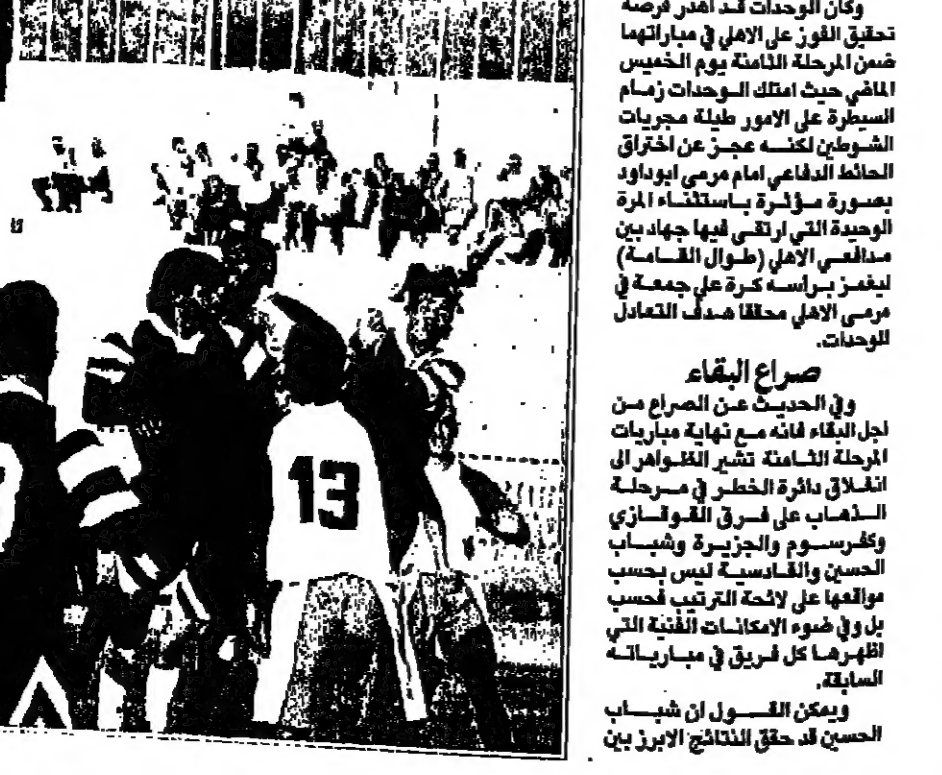 وكان الوحدات قد اهدر فرصة
تحقيق الفوز على الاهلي في مباراتهما
ضمن المرحلة الثامنة يوم الخميس
الماضي حيث امتلك الوحدات زمام
السيطرة على الامور طيلة مجريات
الشوطين لكنه عجز عن اختراق
الحائط الدفاعي امام مرمى ابوداود
بصورة مؤثرة باستثناء المرة
الوحيدة التي ارتقى فيها جهاد بين
مدافعي الاهلي (طوال القامة)
ليغمز براسه كرة علي جمعة في
مرمى الاهلي محققا هدف التعادل
للوحدات.
صراع البقاء
وفي الحديث عن الصراع من
اجل البقاء فانه مع نهاية مباريات
المرحلة الثامنة تشير الظواهر الى
انغلاق دائرة الخطر في مرحلة
الذهاب على فرق القوقازي
وكفرسوم والجزيرة وشباب
الحسين والقادسية ليس بحسب
مواقعها على لائحة الترتيب فحسب
بل وفي ضوء الامكانات الفنية التي
اظهرها كل فريق في مبارياته
السابقة.
ويمكن القول ان شباب
الحسين قد حقق النتائج الابرز بين
13